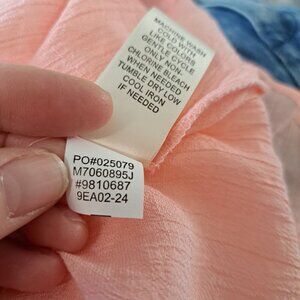 MACHINE WASH
COLD WITH
LIKE COLORS
GENTLE CYCLE
ONLY NON-
CHLORINE BLEACH
WHEN NEEDED
TUMBLE DRY LOW
COOL IRON
IF NEEDED
PO#025079
M7060895J
#9810687
9EA02-24